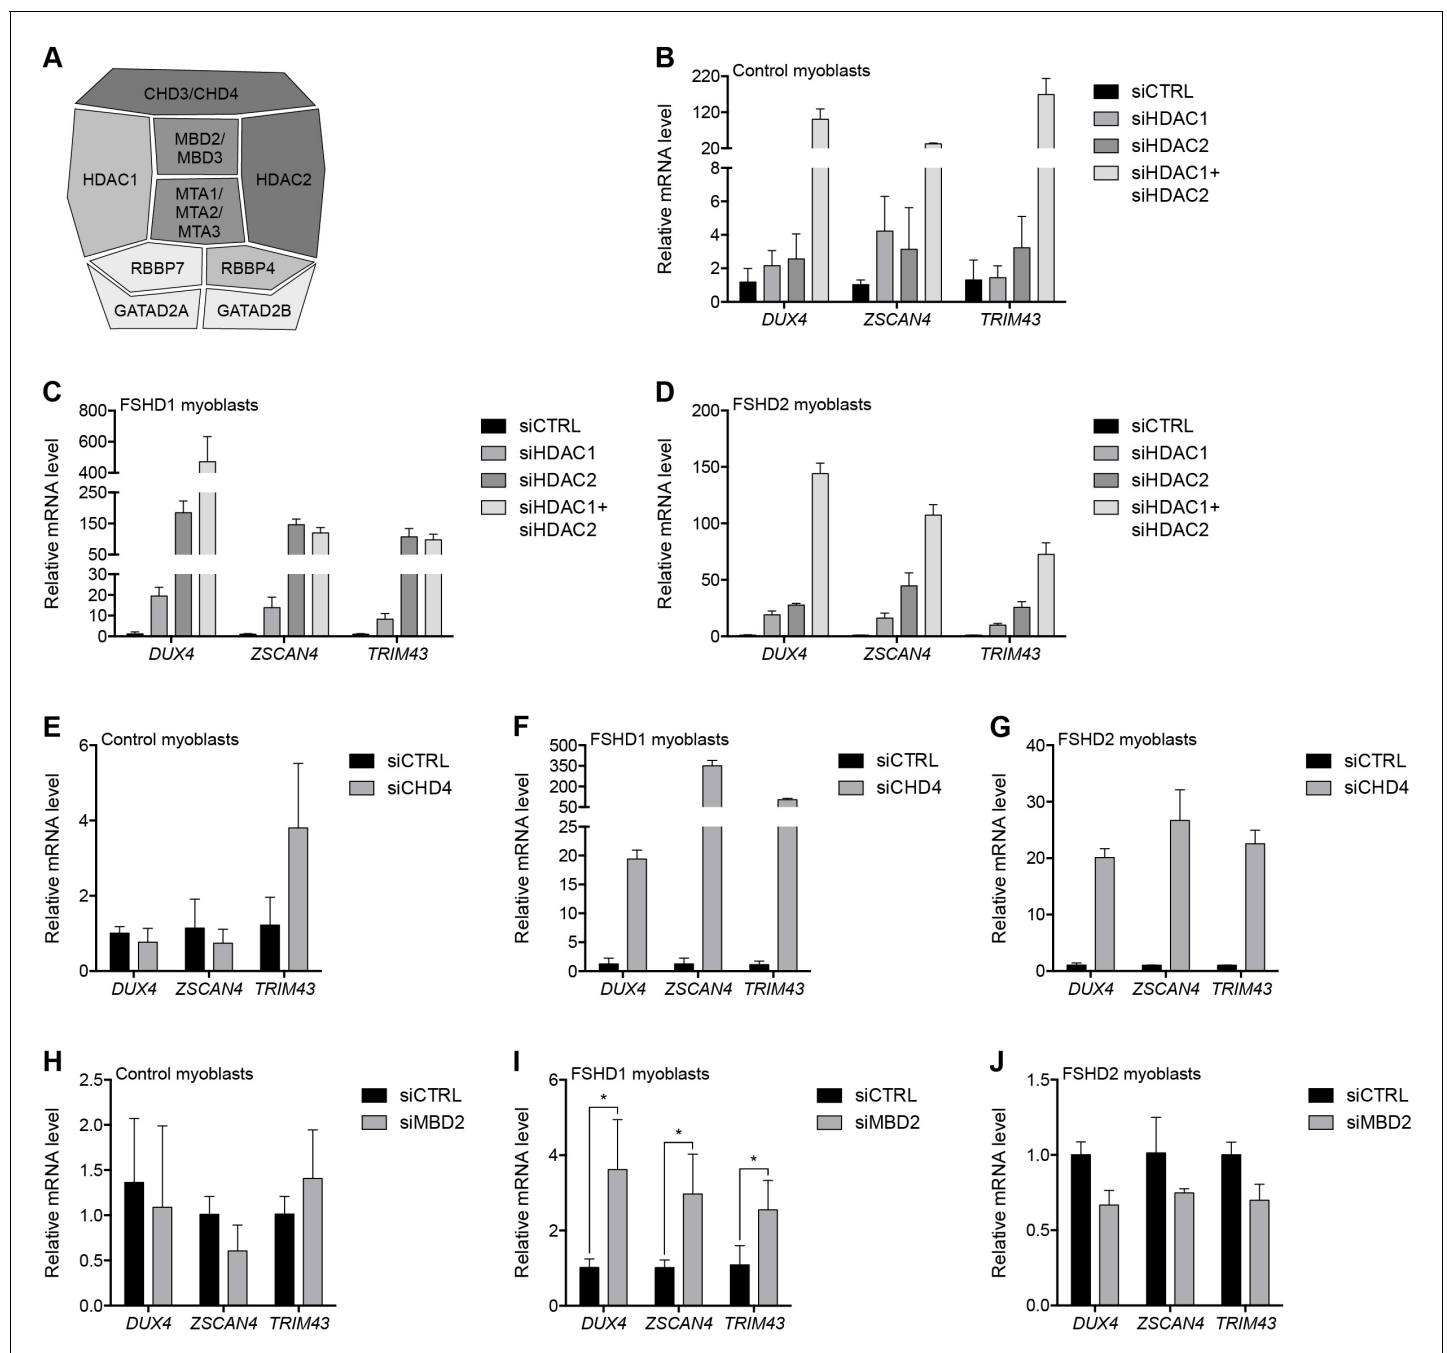 A
CHD3/CHD4
MBD2/
MBD3
HDAC1
HDAC2
MTA1/
MTA2/
MTA3
RBBP7
RBBP4
GATAD2A
GATAD2B
B
Control myoblasts
Relative mRNA level
220
120
20
8
6
4
2
0
DUX4 ZSCAN4 TRIM43
siCTRL
siHDAC1
siHDAC2
siHDAC1+
siHDAC2
C
FSHD1 myoblasts
Relative mRNA level
800
600
400
250
150
50
30
20
10
0
DUX4 ZSCAN4 TRIM43
siCTRL
siHDAC1
siHDAC2
siHDAC1+
siHDAC2
D
FSHD2 myoblasts
Relative mRNA level
200
150
100
50
0
DUX4 ZSCAN4 TRIM43
siCTRL
siHDAC1
siHDAC2
siHDAC1+
siHDAC2
E
Control myoblasts
Relative mRNA level
6
4
2
0
DUX4 ZSCAN4 TRIM43
siCTRL
siCHD4
F
FSHD1 myoblasts
Relative mRNA level
500
350
200
50
25
20
15
10
5
0
DUX4 ZSCAN4 TRIM43
siCTRL
siCHD4
G
FSHD2 myoblasts
Relative mRNA level
40
30
20
10
0
DUX4 ZSCAN4 TRIM43
siCTRL
siCHD4
H
Control myoblasts
Relative mRNA level
2.5
2.0
1.5
1.0
0.5
0.0
DUX4 ZSCAN4 TRIM43
siCTRL
siMBD2
I
FSHD1 myoblasts
Relative mRNA level
6
4
2
0
*
*
*
DUX4 ZSCAN4 TRIM43
siCTRL
siMBD2
J
FSHD2 myoblasts
Relative mRNA level
1.5
1.0
0.5
0.0
DUX4 ZSCAN4 TRIM43
siCTRL
siMBD2